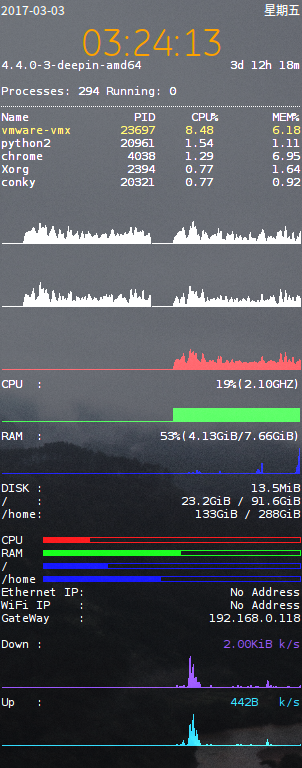 2017-03-03 星期五
03:24:13
4.4.0-3-deepin-amd64 3d 12h 18m
Processes: 294 Running: 0
Name PID CPU% MEM%
vmware-vmx 23697 8.48 6.18
python2 20961 1.54 1.11
chrome 4038 1.29 6.95
Xorg 2394 0.77 1.64
conky 20321 0.77 0.92
CPU : 19%(2.10GHZ)
RAM : 53%(4.13GiB/7.66GiB)
DISK : 13.5MiB
/ : 23.2GiB / 91.6GiB
/home: 133GiB / 288GiB
CPU
RAM
/
/home
Ethernet IP: No Address
WiFi IP : No Address
GateWay : 192.168.0.118
Down : 2.00KiB k/s
Up : 442B k/s